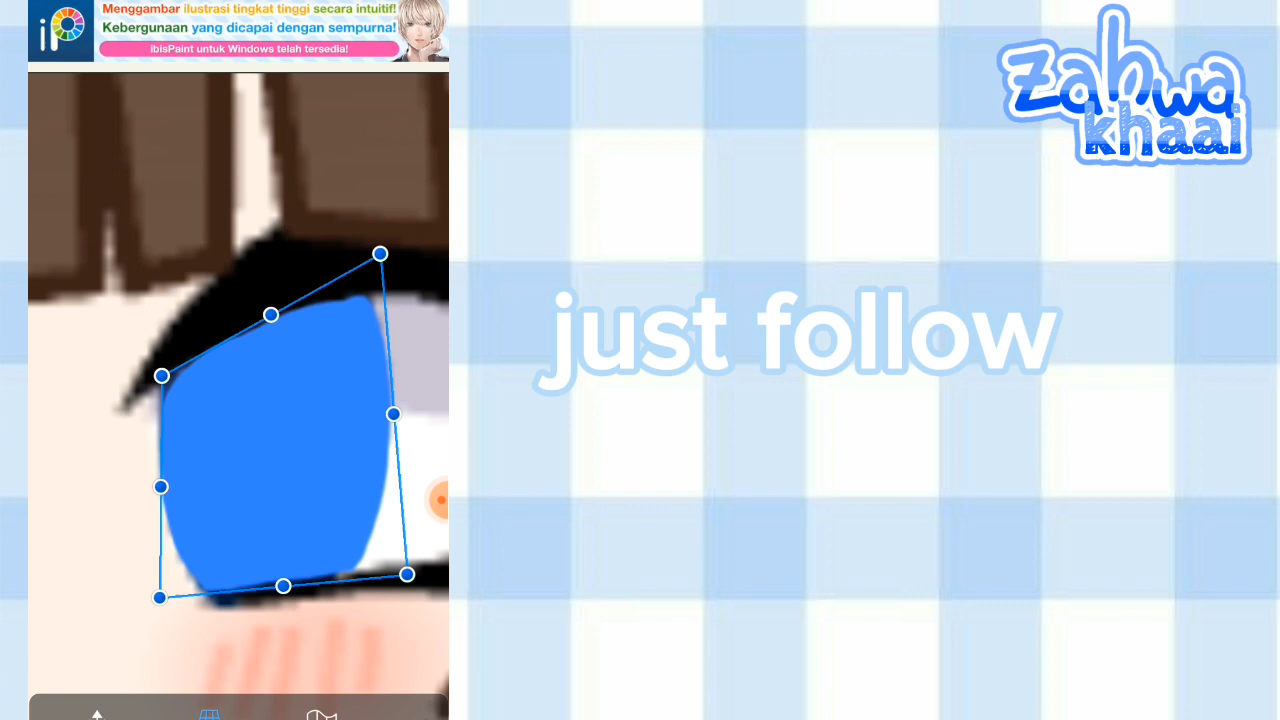 iP
Menggambar ilustrasi tingkat tinggi secara intuitif!
Kebergunaan yang dicapai dengan sempurna!
ibisPaint untuk Windows telah tersedia!
zahwa
khaai
just follow